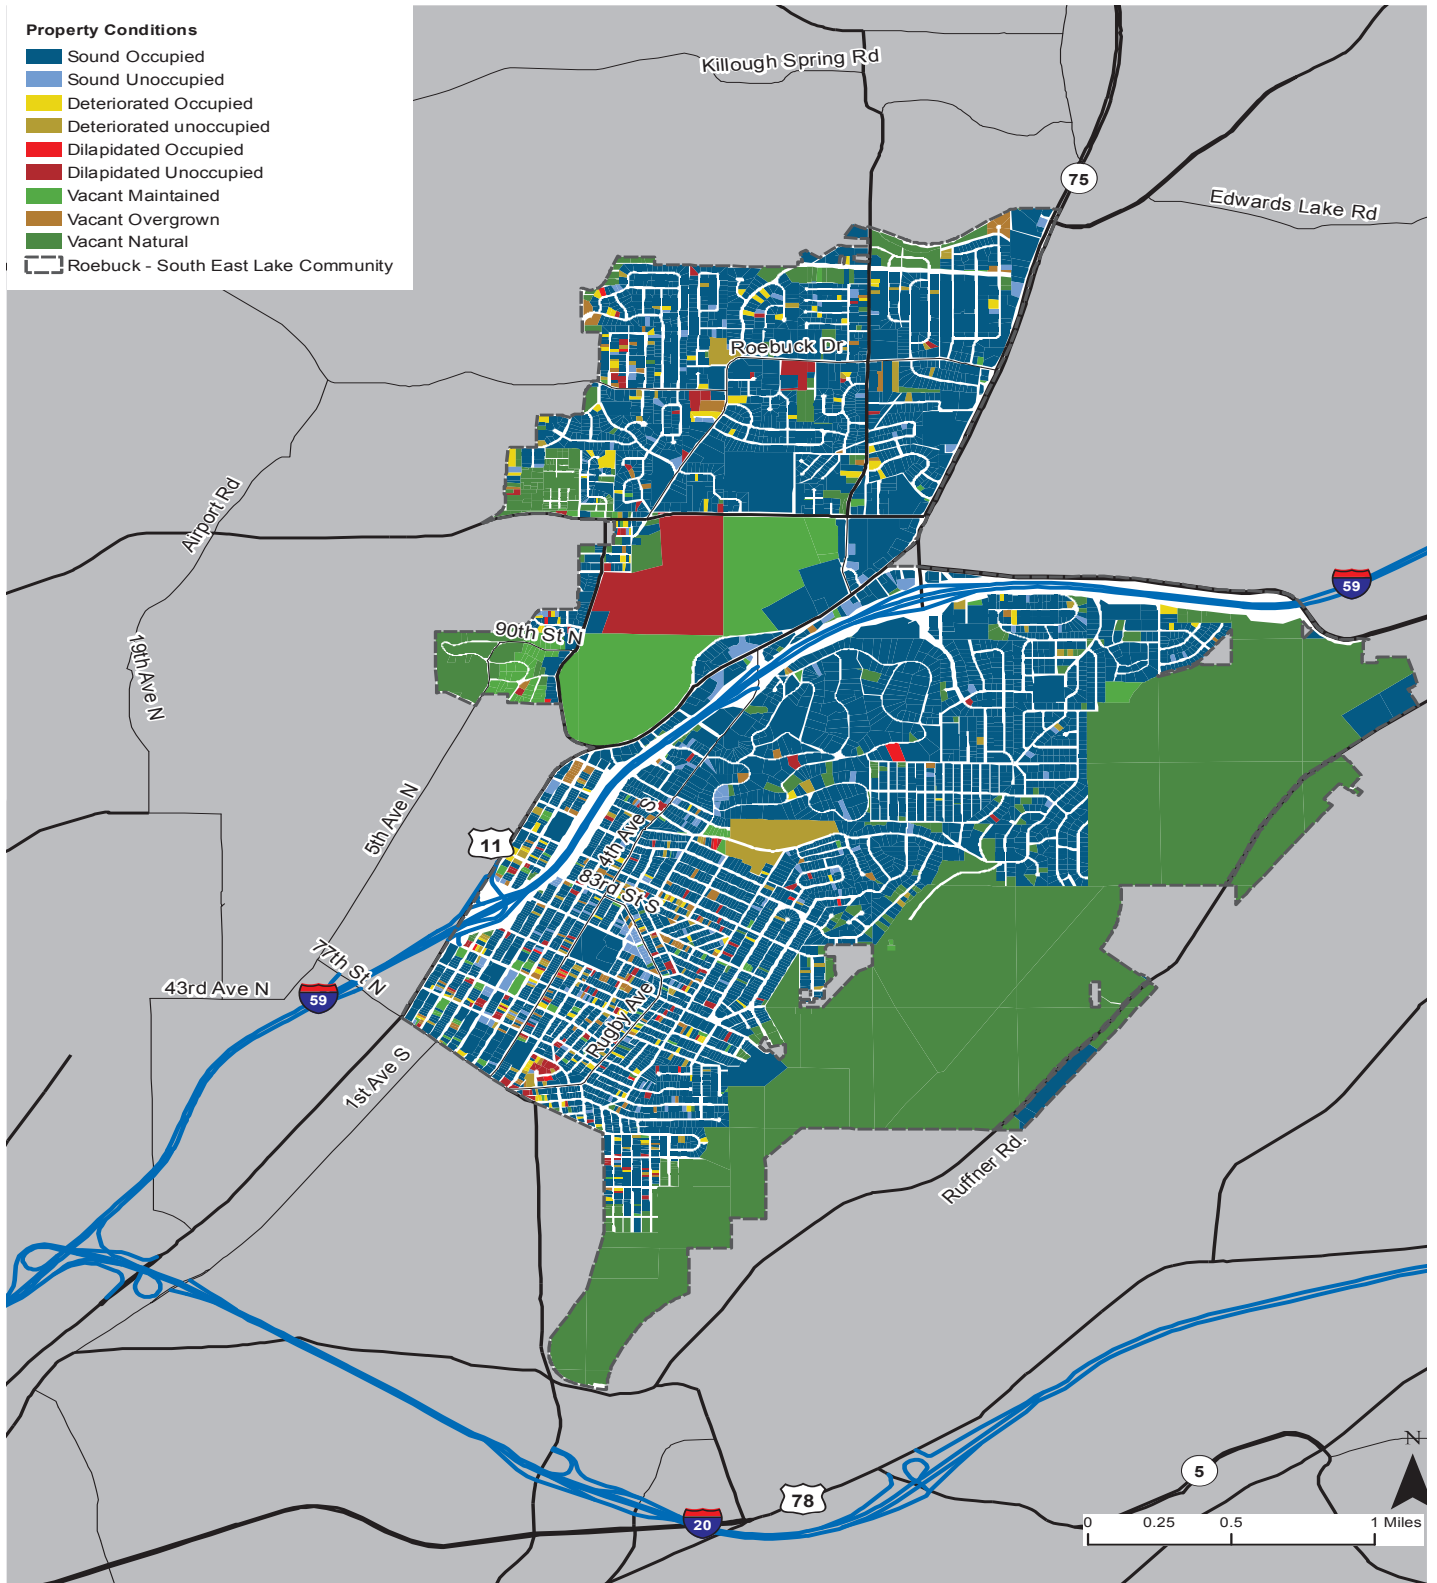 Property Conditions
Sound Occupied
Sound Unoccupied
Deteriorated Occupied
Deteriorated unoccupied
Dilapidated Occupied
Dilapidated Unoccupied
Vacant Maintained
Vacant Overgrown
Vacant Natural
Roebuck - South East Lake Community
Killough Spring Rd
75
Edwards Lake Rd
Roebuck Dr
Airport Rd
59
90th St N
19th Ave N
5th Ave N
11
4th Ave S
83rd St S
77th St N
43rd Ave N
59
Rugby Ave
1st Ave S
Ruffner Rd.
N
5
78
20
0 0.25 0.5 1 Miles